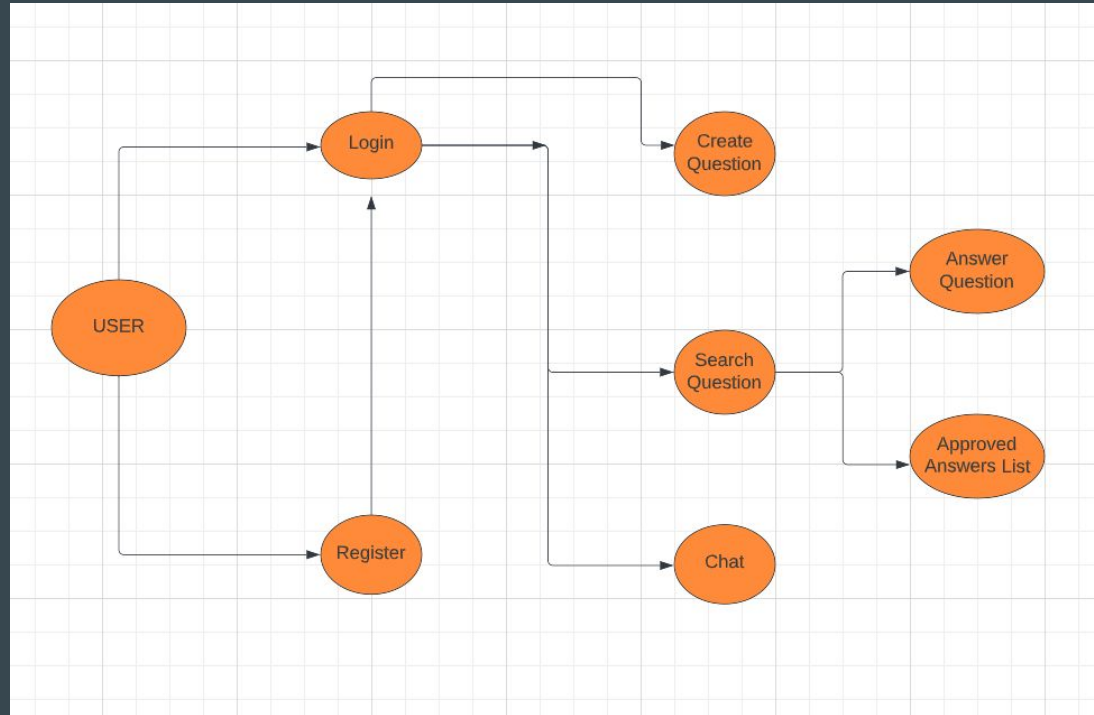 Login
Create
Question
Answer
Question
USER
Search
Question
Approved
Answers List
Register
Chat